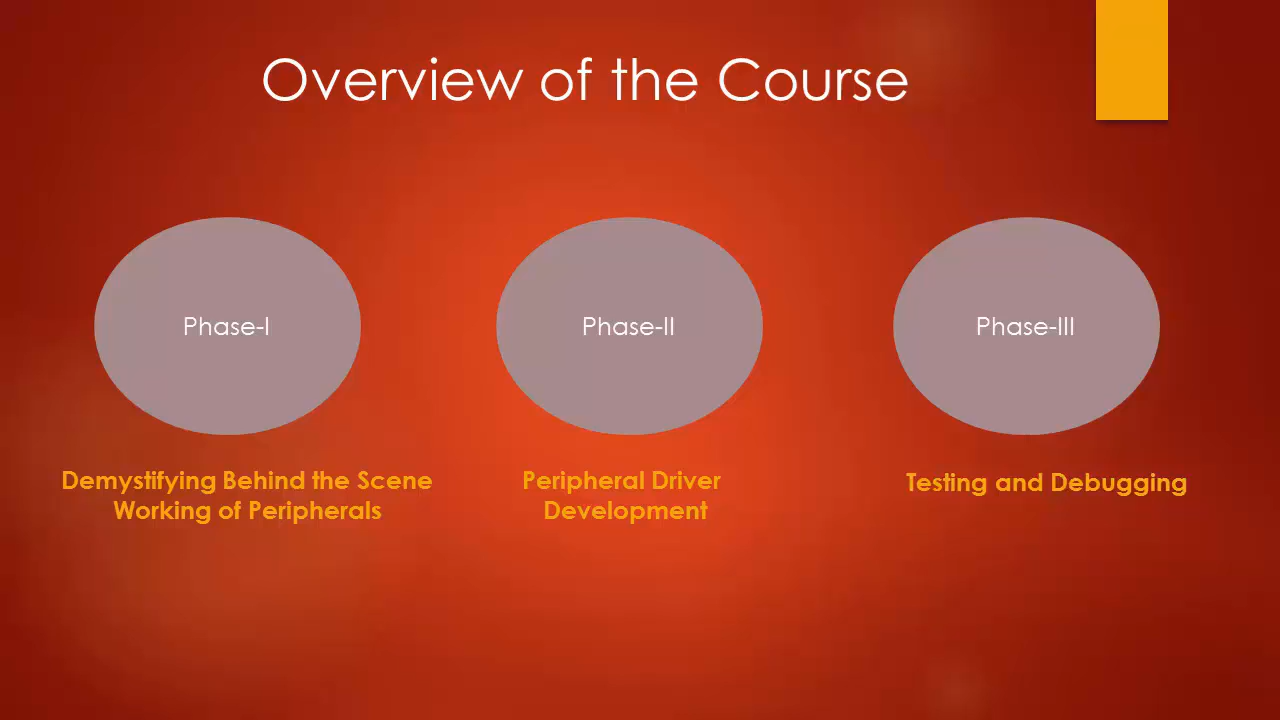 Overview of the Course
Phase-I
Phase-II
Phase-III
Demystifying Behind the Scene
Working of Peripherals
Peripheral Driver
Development
Testing and Debugging